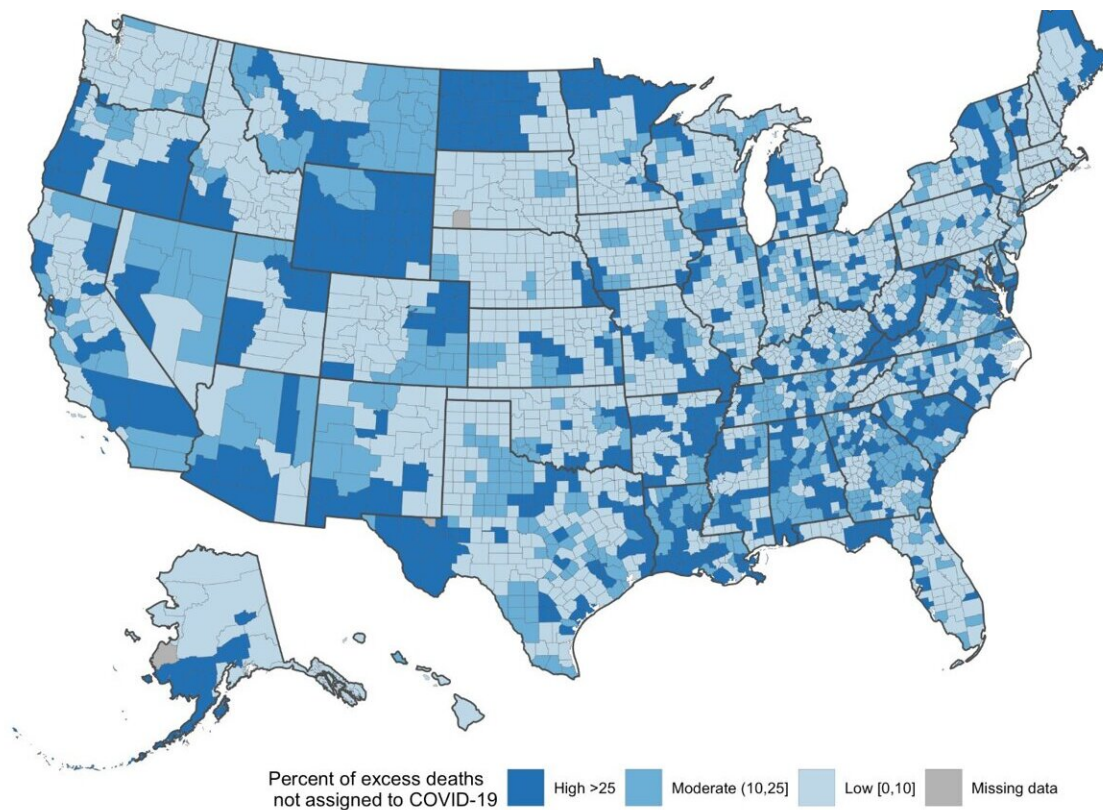 Percent of excess deaths
not assigned to COVID-19
High >25
Moderate (10,25]
Low [0,10]
Missing data